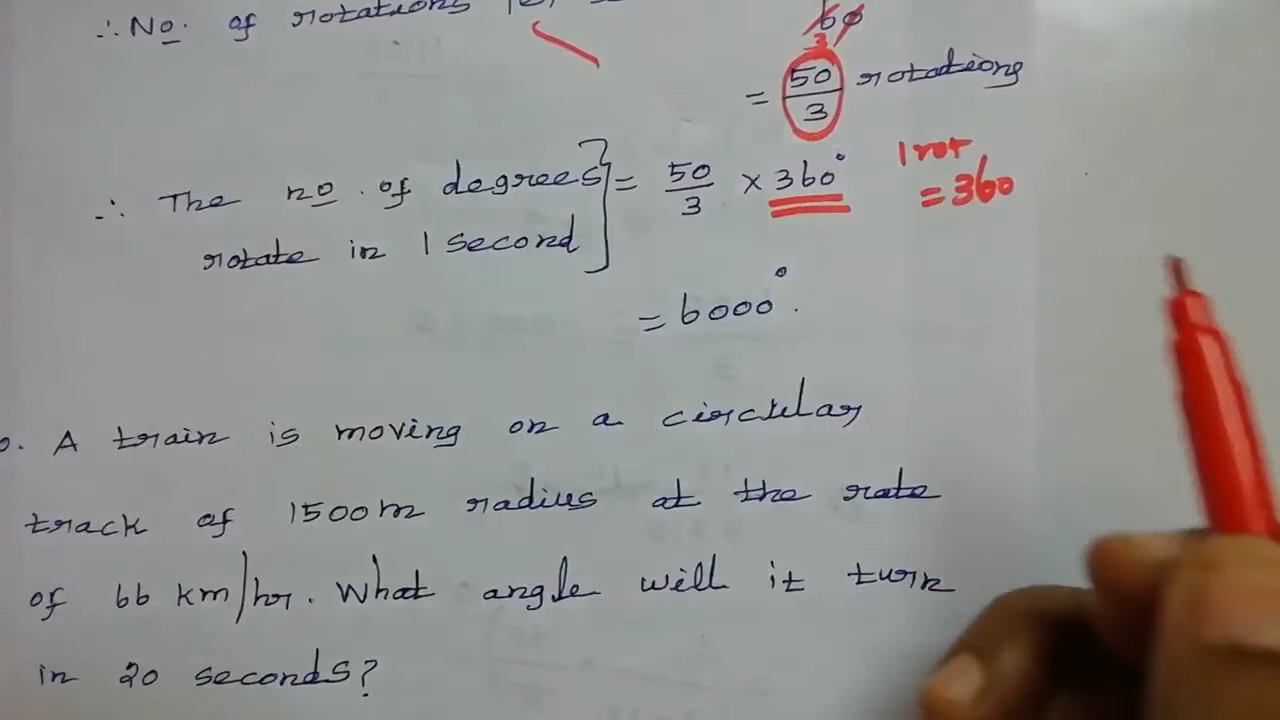 ∴ No. of rotations
60
3
= 50/3 rotations
∴ The no. of degrees rotate in 1 second } = 50/3 × 360°
1 rot = 360
= 6000°.
A train is moving on a circular
track of 1500m radius at the rate
of 66 km/hr. What angle will it turn
in 20 seconds?